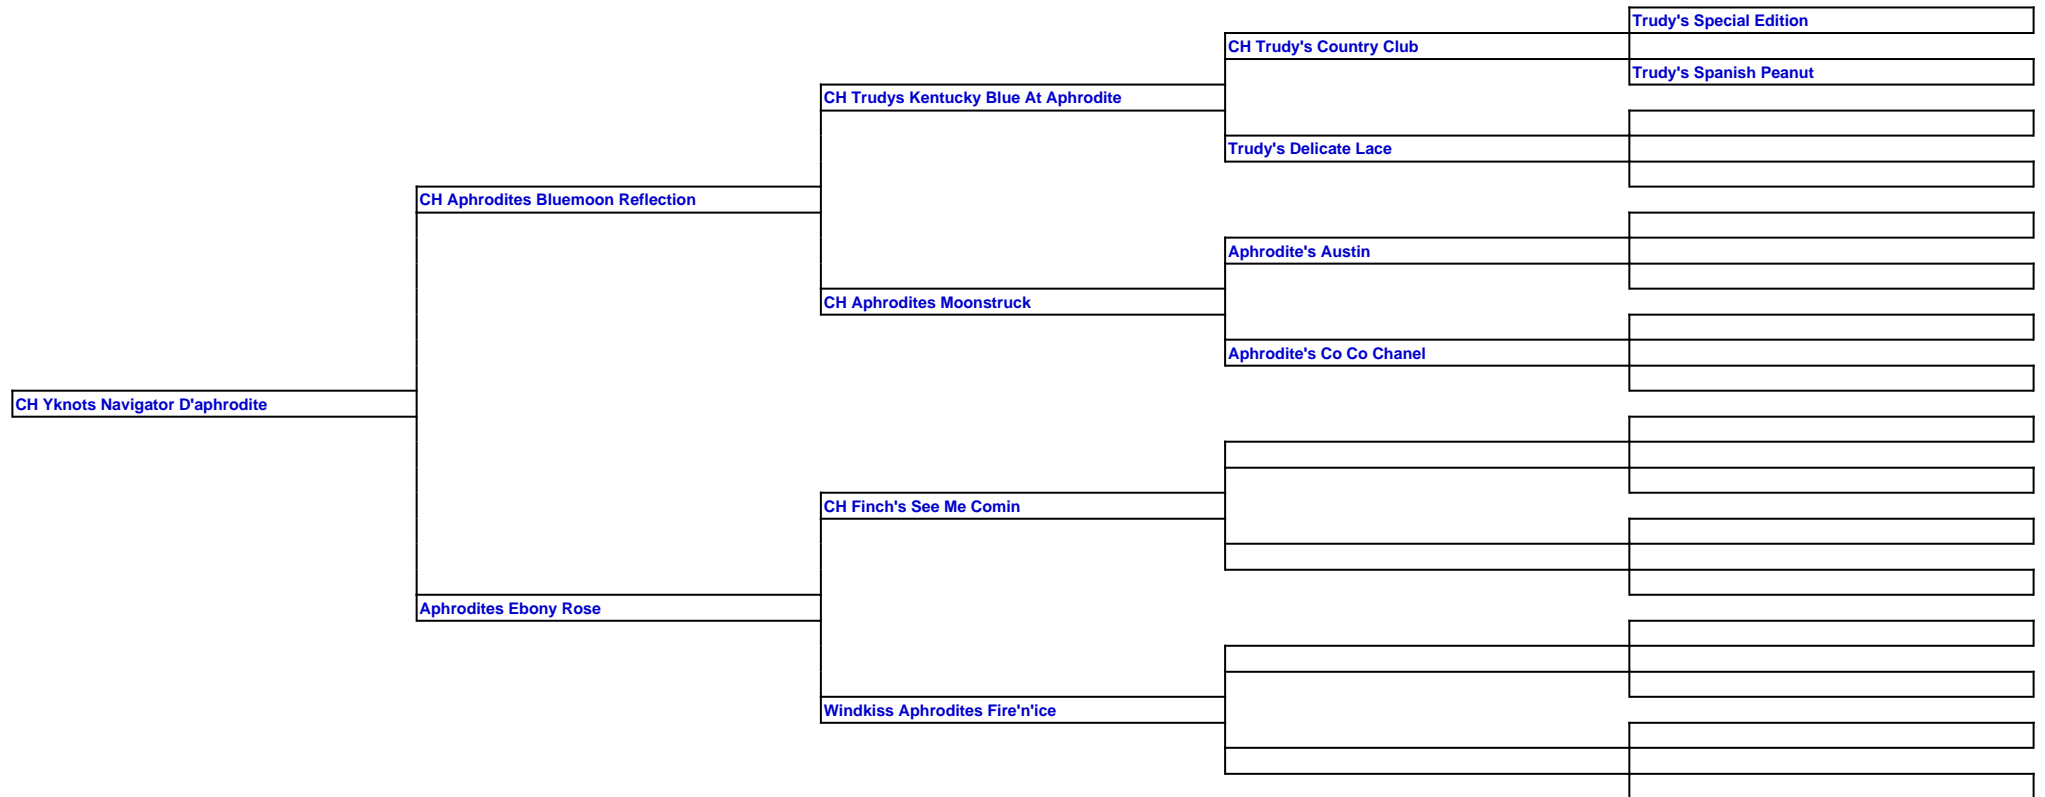 Trudy's Special Edition
CH Trudy's Country Club
Trudy's Spanish Peanut
CH Trudys Kentucky Blue At Aphrodite
Trudy's Delicate Lace
CH Aphrodites Bluemoon Reflection
Aphrodite's Austin
CH Aphrodites Moonstruck
Aphrodite's Co Co Chanel
CH Yknots Navigator D'aphrodite
CH Finch's See Me Comin
Aphrodites Ebony Rose
Windkiss Aphrodites Fire'n'ice